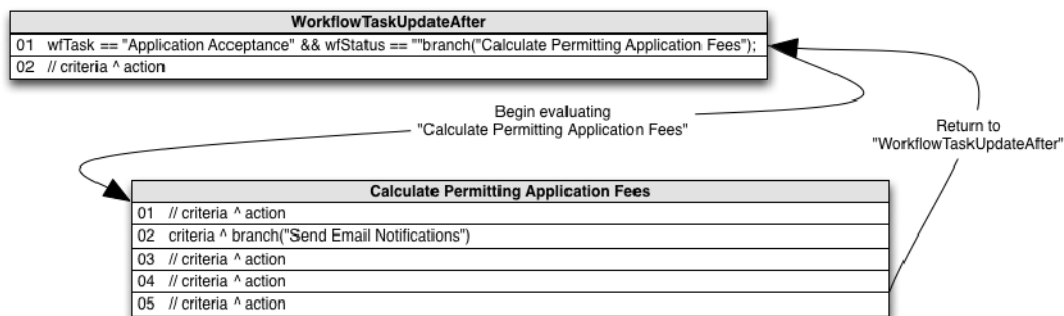 WorkflowTaskUpdateAfter
01 wfTask == "Application Acceptance" && wfStatus == ""branch("Calculate Permitting Application Fees");
02 // criteria ^ action
Begin evaluating
"Calculate Permitting Application Fees"
Return to
"WorkflowTaskUpdateAfter"
Calculate Permitting Application Fees
01 // criteria ^ action
02 criteria ^ branch("Send Email Notifications")
03 // criteria ^ action
04 // criteria ^ action
05 // criteria ^ action